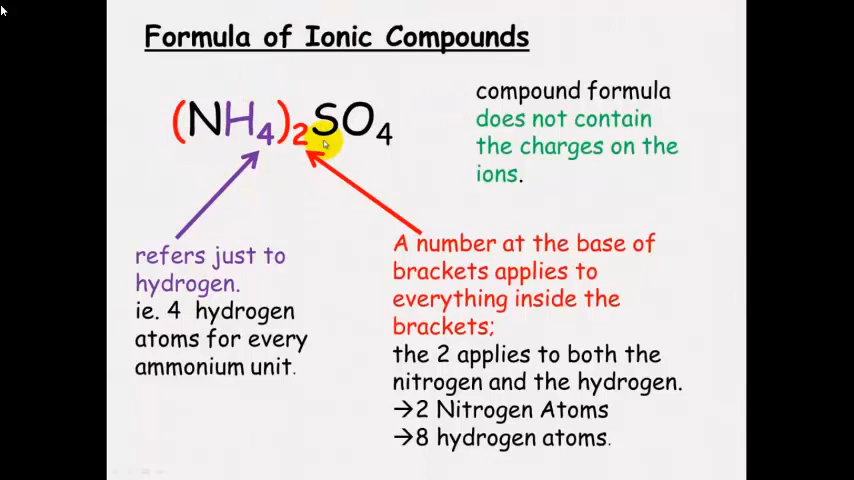 Formula of Ionic Compounds
(NH₄)₂SO₄
compound formula
does not contain
the charges on the
ions.
refers just to
hydrogen.
ie. 4 hydrogen
atoms for every
ammonium unit.
A number at the base of
brackets applies to
everything inside the
brackets;
the 2 applies to both the
nitrogen and the hydrogen.
→2 Nitrogen Atoms
→8 hydrogen atoms.